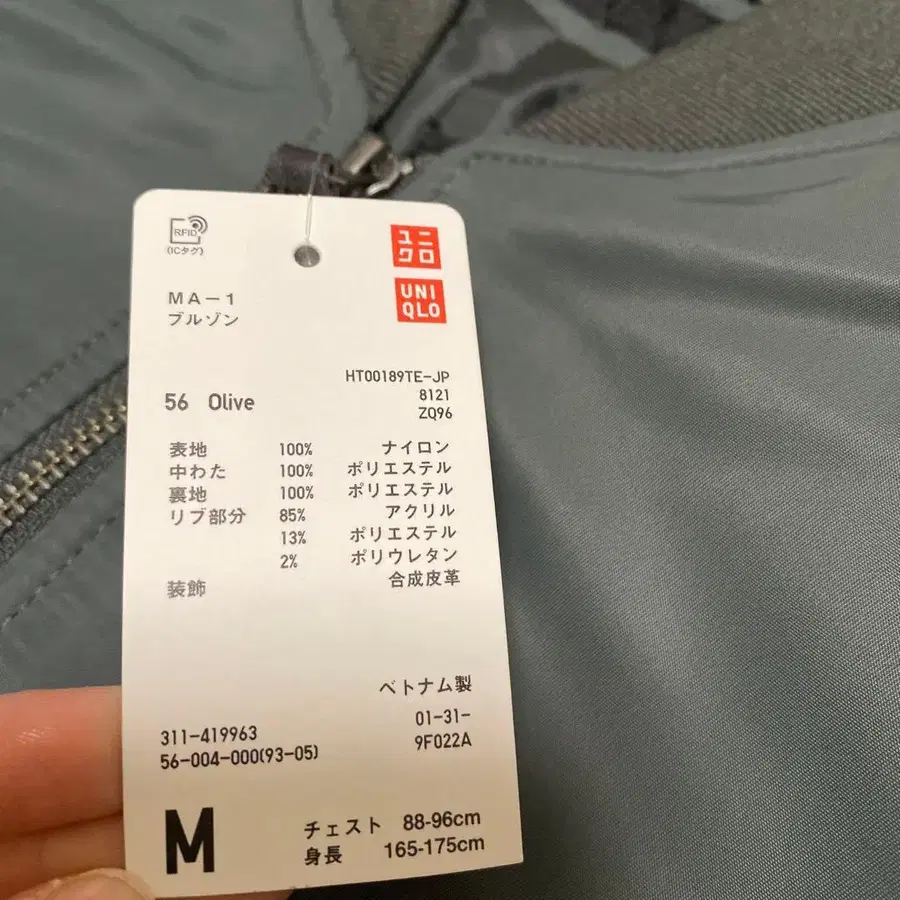 RFID
(ICタグ)
ユニ
クロ
UNI
QLO
MA-1
ブルゾン
HT00189TE-JP
8121
ZQ96
56 Olive
表地 100% ナイロン
中わた 100% ポリエステル
裏地 100% ポリエステル
リブ部分 85% アクリル
13% ポリエステル
2% ポリウレタン
装飾 合成皮革
ベトナム製
311-419963 01-31-
56-004-000(93-05) 9F022A
M チェスト 88-96cm
身長 165-175cm